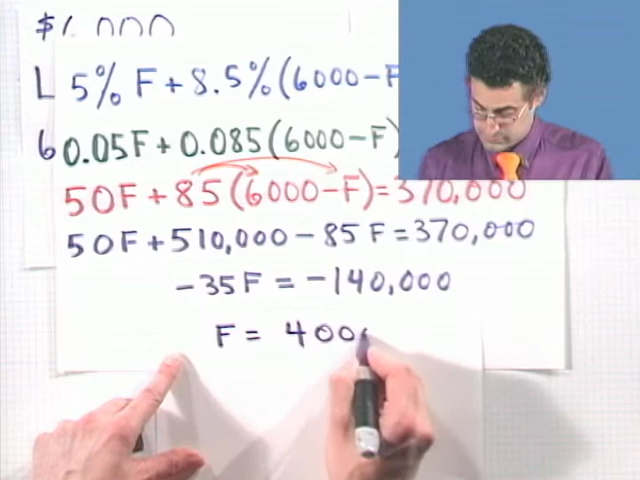 L 5% F + 8.5% (6000 - F
6 0.05F + 0.085 (6000 - F)
50F + 85 (6000 - F) = 370,000
50F + 510,000 - 85F = 370,000
-35F = -140,000
F = 400